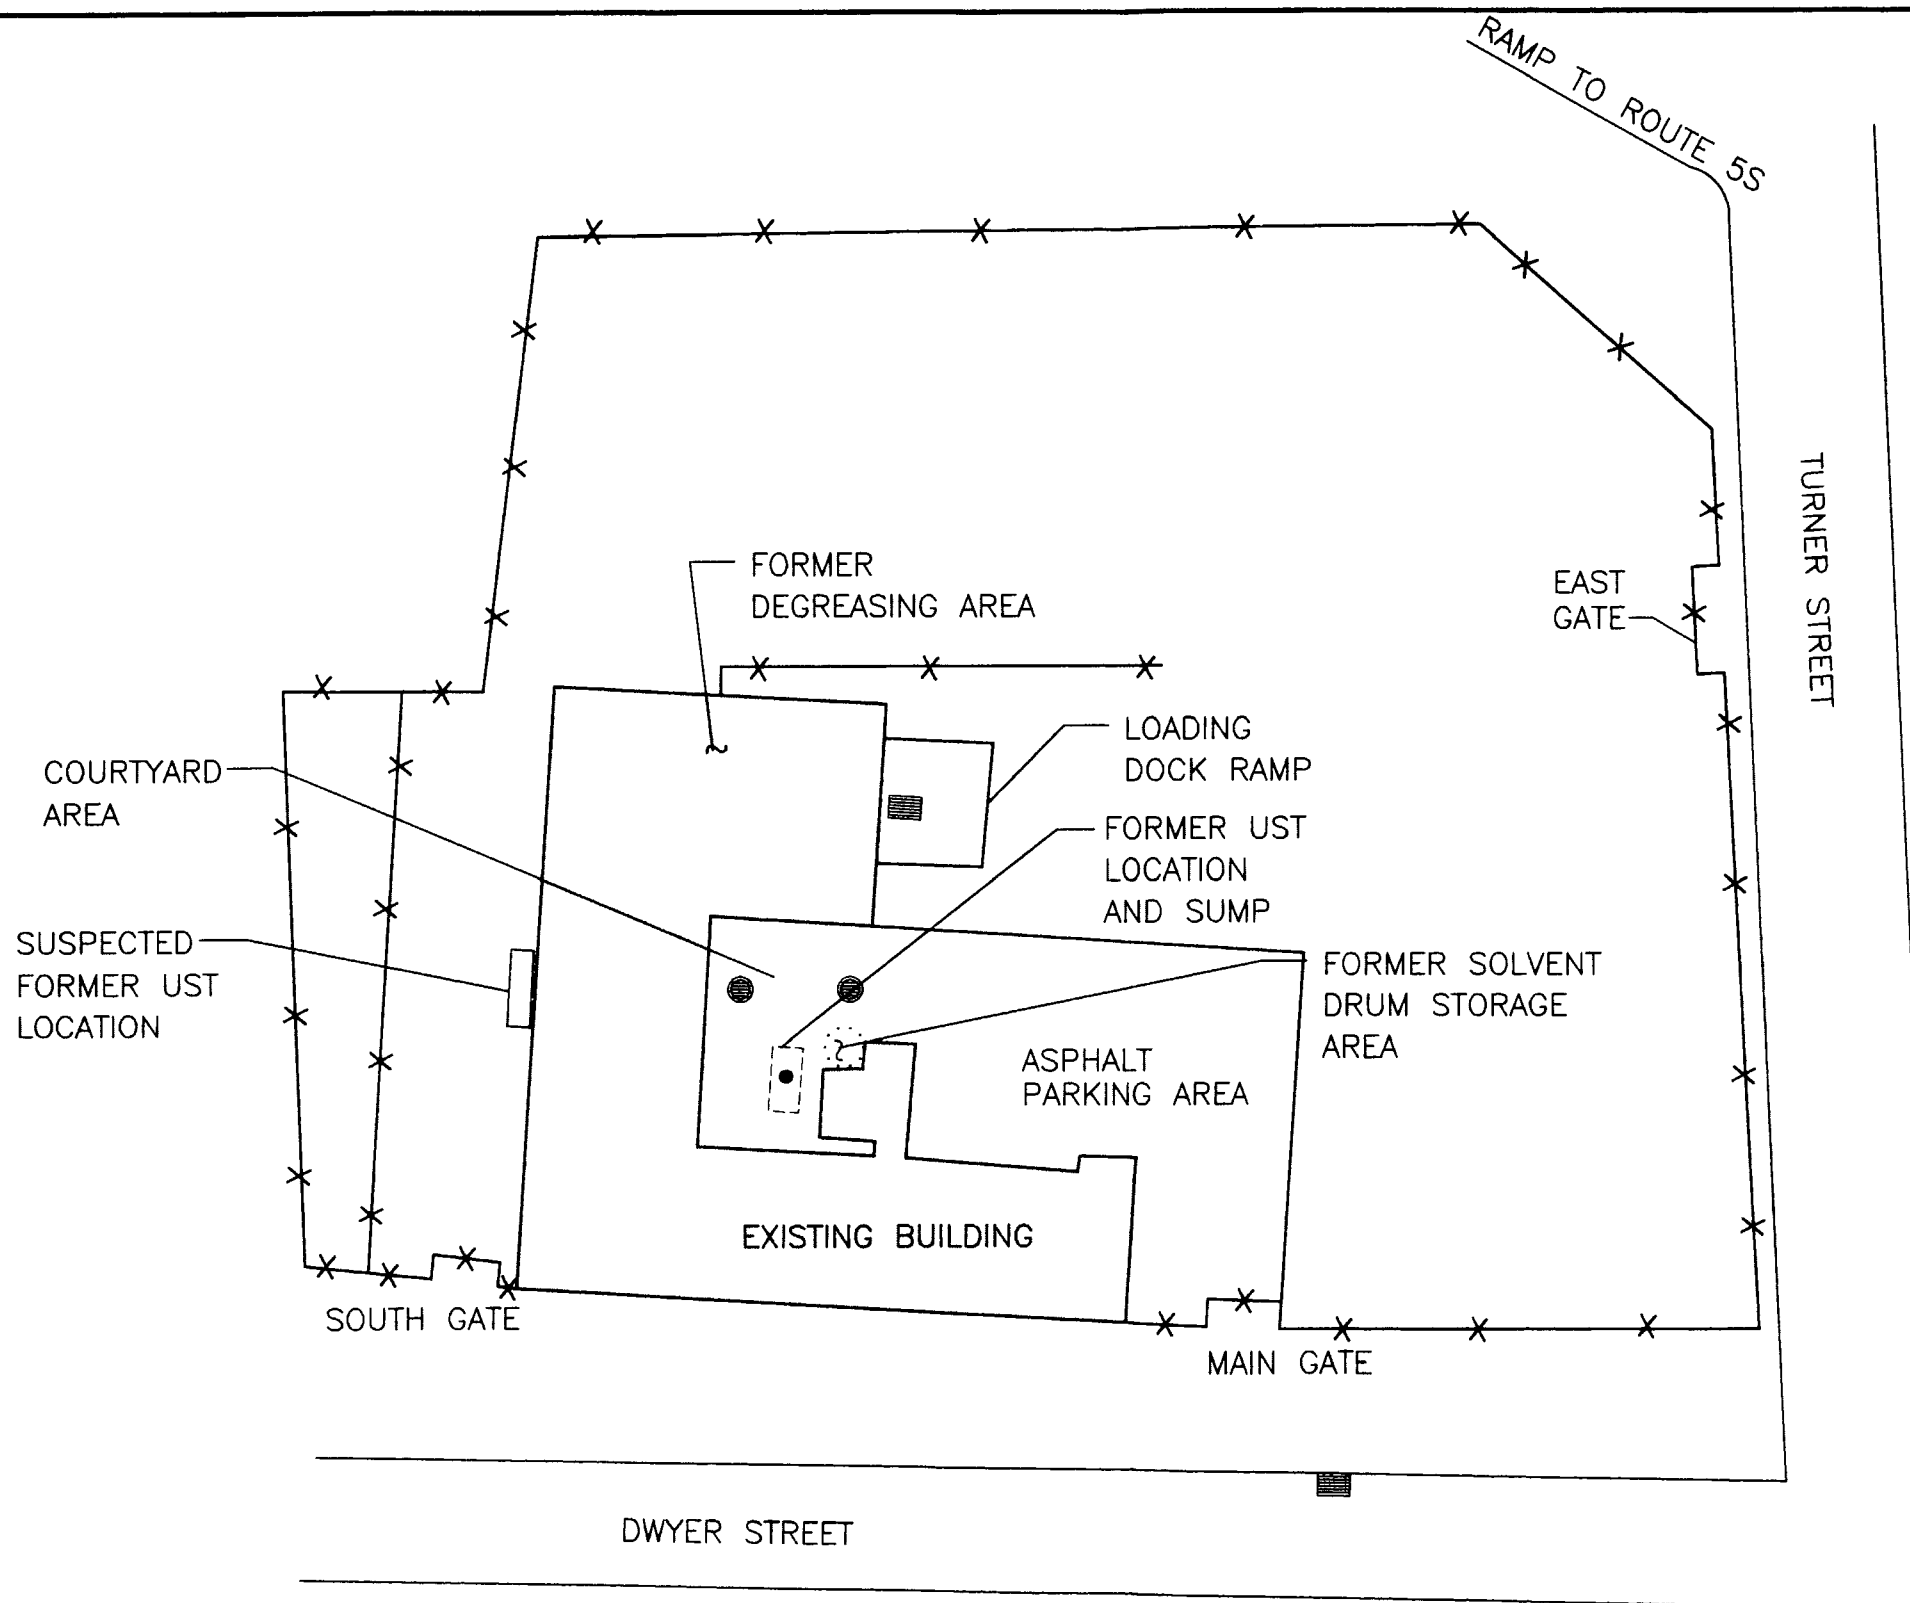 RAMP TO ROUTE 5S
TURNER STREET
FORMER
DEGREASING AREA
EAST
GATE
LOADING
DOCK RAMP
COURTYARD
AREA
FORMER UST
LOCATION
AND SUMP
SUSPECTED
FORMER UST
LOCATION
FORMER SOLVENT
DRUM STORAGE
AREA
ASPHALT
PARKING AREA
EXISTING BUILDING
SOUTH GATE
MAIN GATE
DWYER STREET